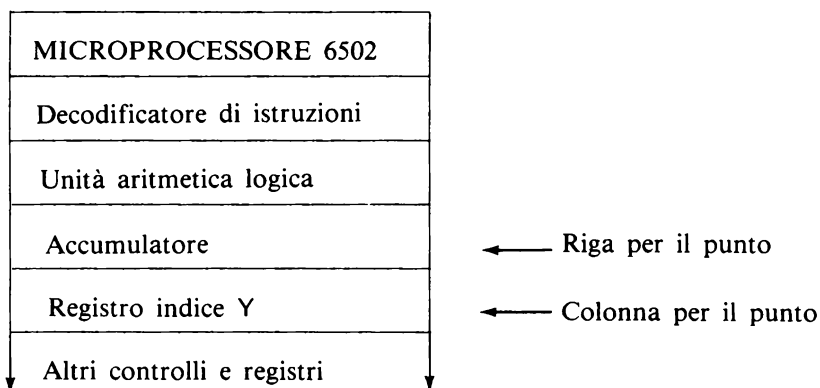 MICROPROCESSORE 6502
Decodificatore di istruzioni
Unità aritmetica logica
Accumulatore
Riga per il punto
Registro indice Y
Colonna per il punto
Altri controlli e registri